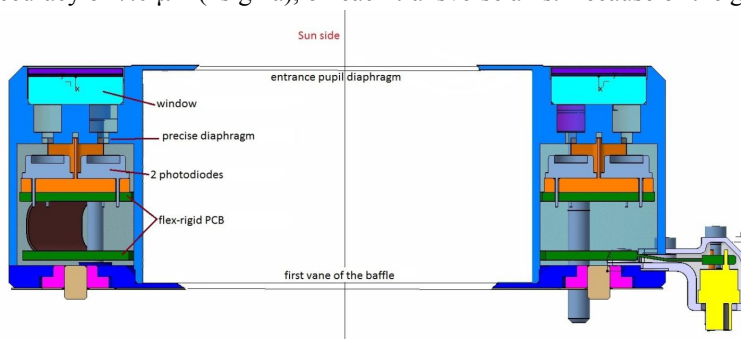 Sun side
entrance pupil diaphragm
window
precise diaphragm
2 photodiodes
flex-rigid PCB
first vane of the baffle